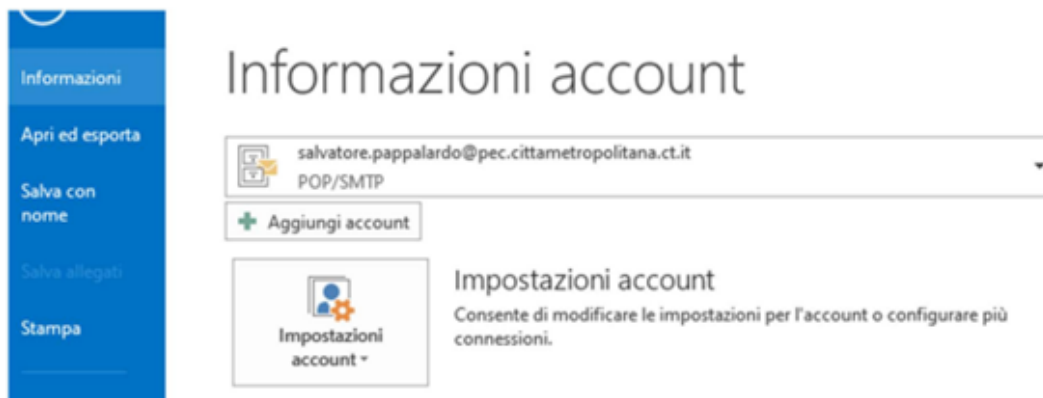 Informazioni
Apri ed esporta
Salva con
nome
Salva allegati
Stampa
Informazioni account
salvatore.pappalardo@pec.cittametropolitana.ct.it
POP/SMTP
Aggiungi account
Impostazioni
account
Impostazioni account
Consente di modificare le impostazioni per l'account o configurare più
connessioni.